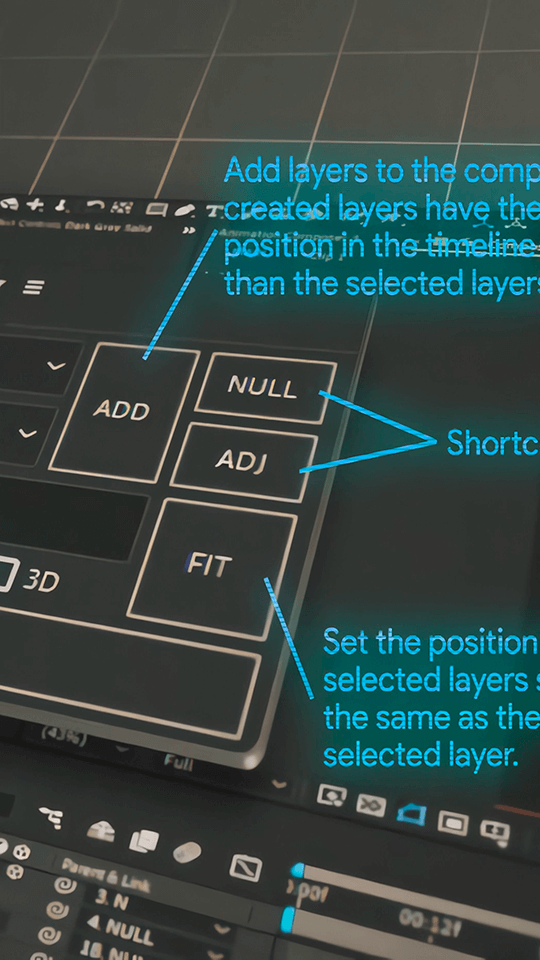 Add layers to the comp
created layers have the
position in the timeline
than the selected layers
Dark Gray Solid
ADD
NULL
ADJ
Shortc
FIT
3D
Set the position
selected layers s
the same as the
selected layer.
(43%)
Full
Parent & Link
3. N
4. NULL
00:12f
18. NU